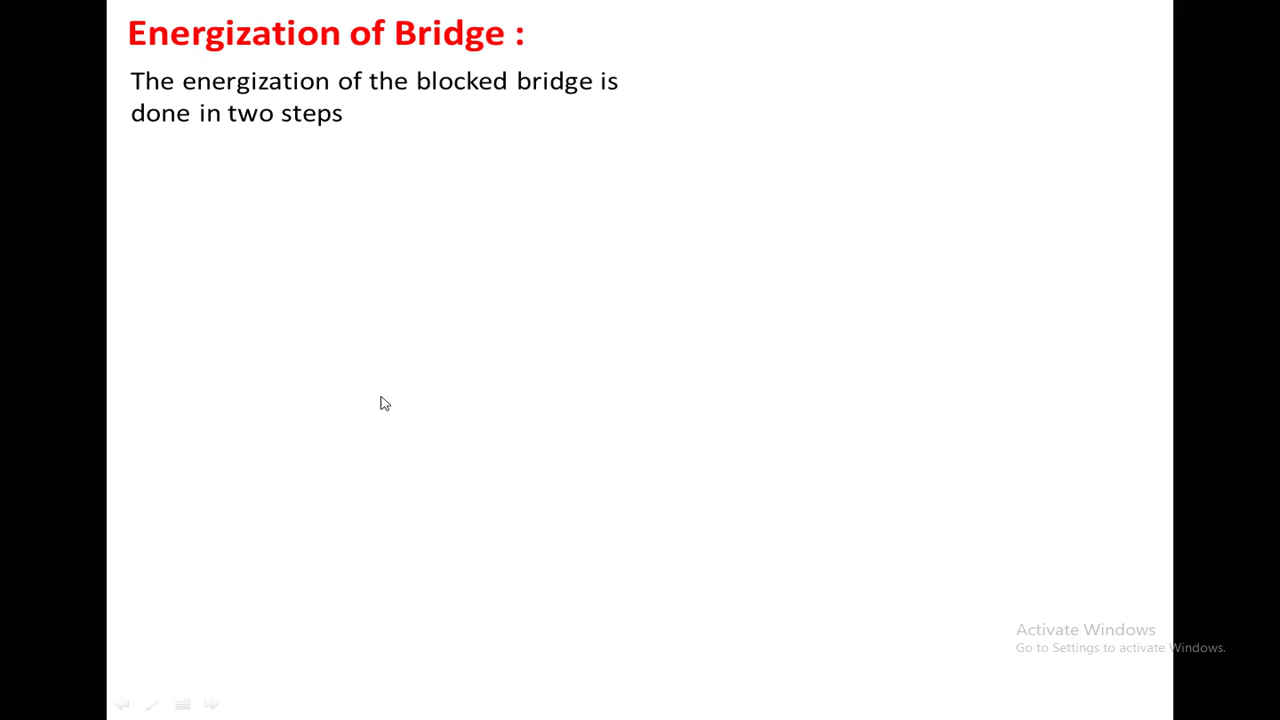 Energization of Bridge :
The energization of the blocked bridge is
done in two steps
Activate Windows
Go to Settings to activate Windows.